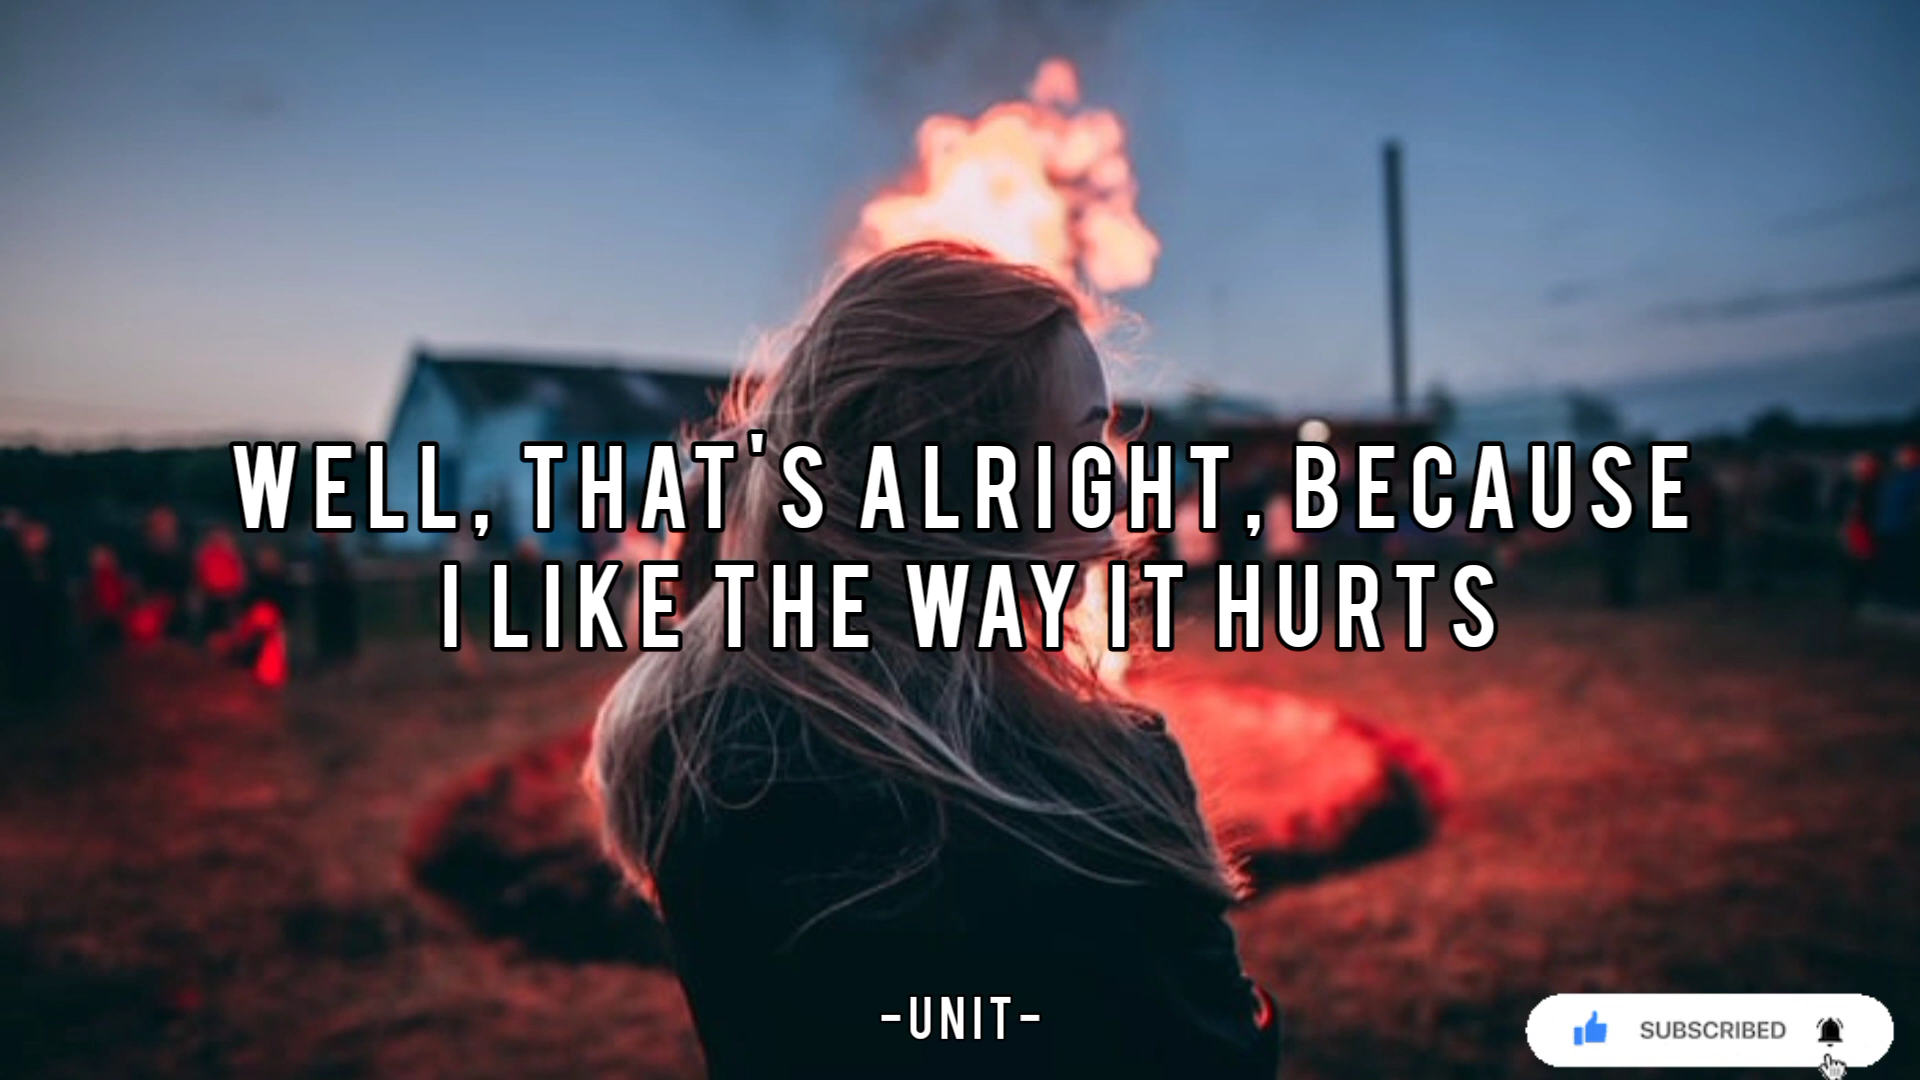 WELL, THAT'S ALRIGHT, BECAUSE
I LIKE THE WAY IT HURTS
-UNIT-
SUBSCRIBED